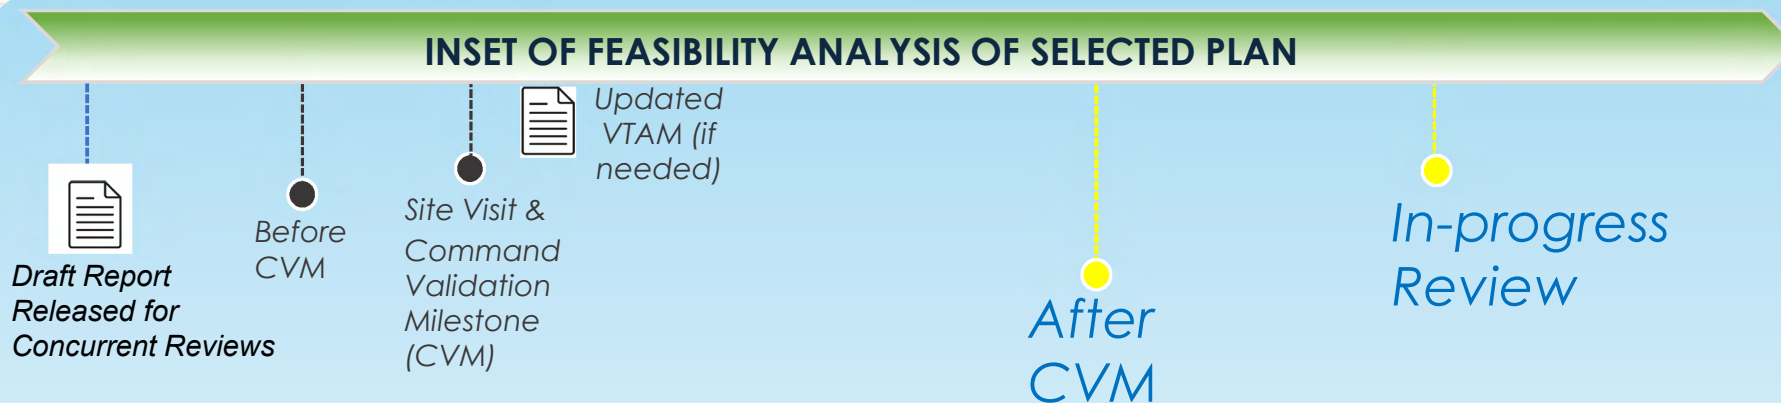 INSET OF FEASIBILITY ANALYSIS OF SELECTED PLAN
Draft Report
Released for
Concurrent Reviews
Before
CVM
Site Visit &
Command
Validation
Milestone
(CVM)
Updated
VTAM (if
needed)
After
CVM
In-progress
Review